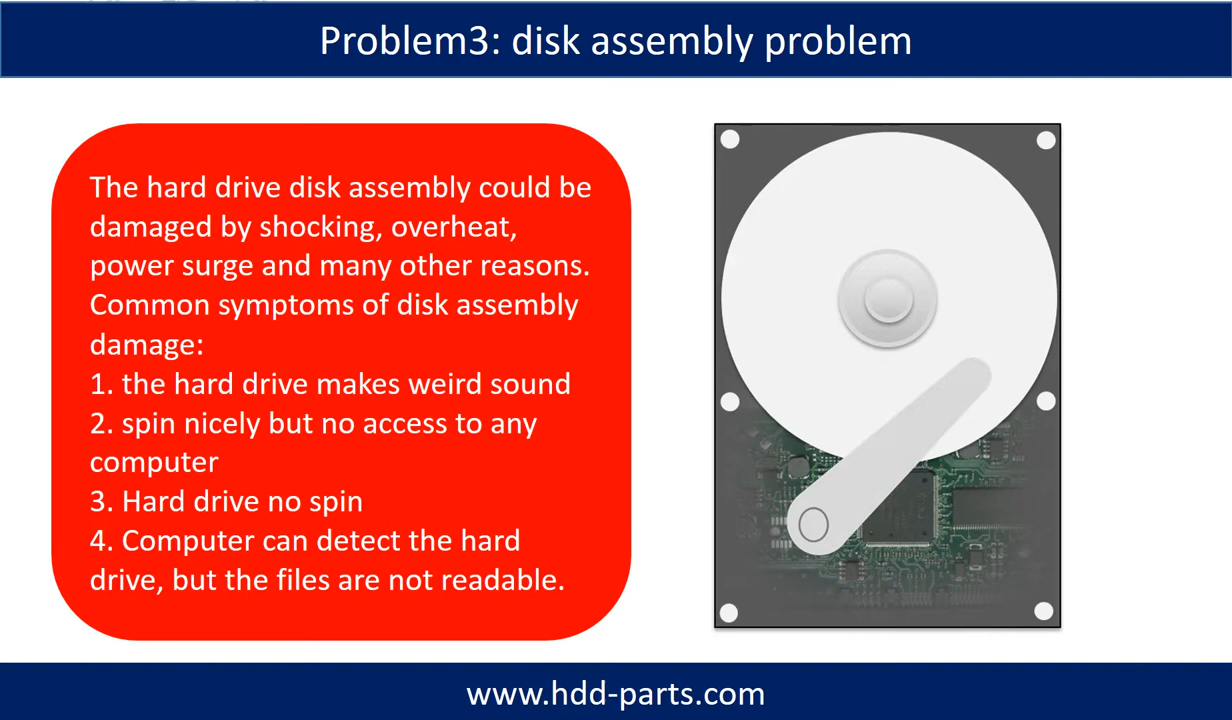 Problem3: disk assembly problem
The hard drive disk assembly could be
damaged by shocking, overheat,
power surge and many other reasons.
Common symptoms of disk assembly
damage:
1. the hard drive makes weird sound
2. spin nicely but no access to any
computer
3. Hard drive no spin
4. Computer can detect the hard
drive, but the files are not readable.
www.hdd-parts.com